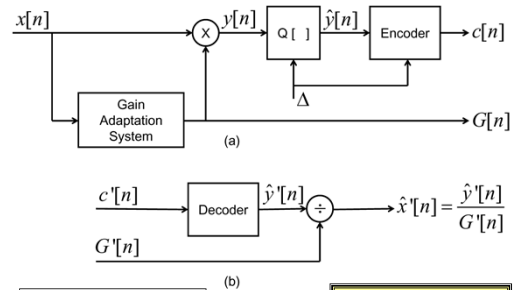 x[n]
X
y[n]
Q [ ]
ŷ[n]
Encoder
c[n]
Δ
Gain
Adaptation
System
G[n]
(a)
c'[n]
Decoder
ŷ'[n]
÷
x̂'[n] = ŷ'[n] / G'[n]
G'[n]
(b)